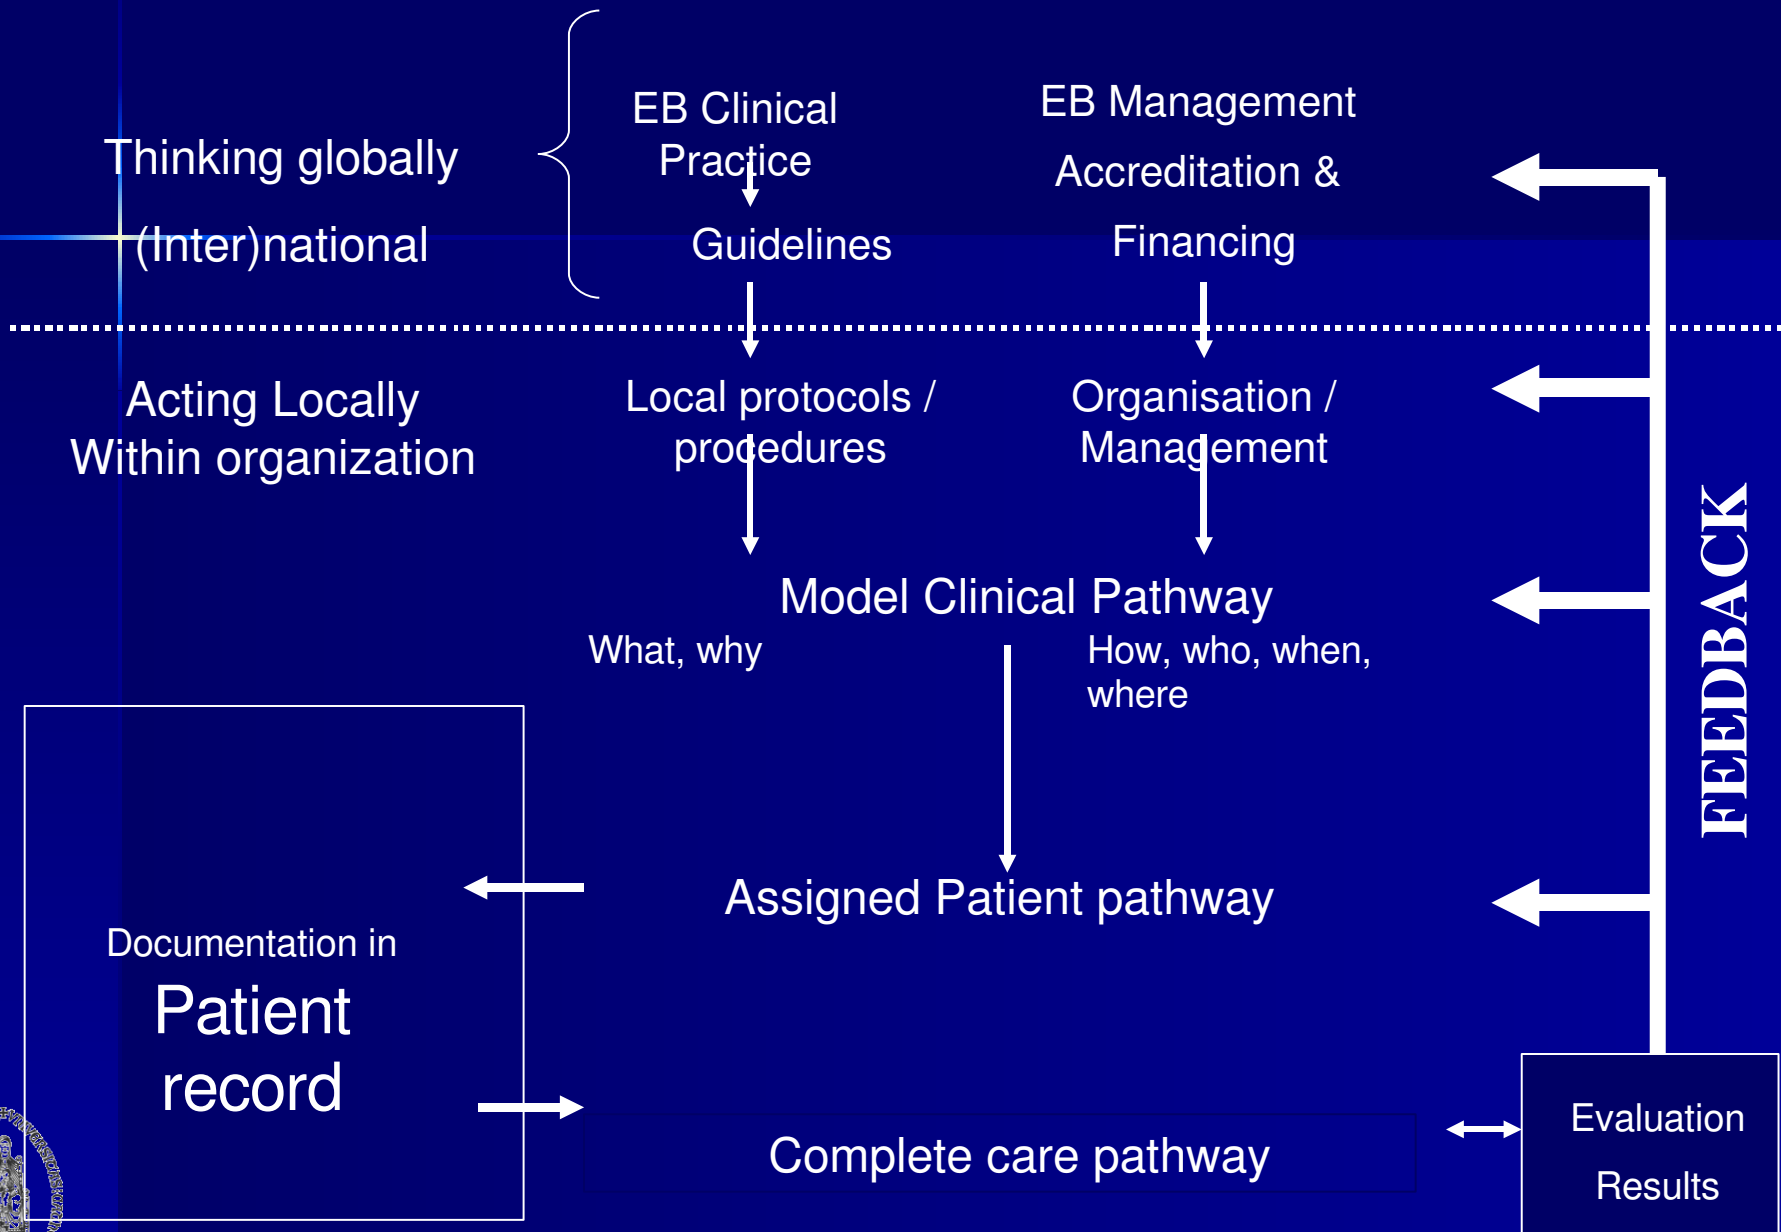 Thinking globally
(Inter)national
EB Clinical
Practice
Guidelines
EB Management
Accreditation &
Financing
Acting Locally
Within organization
Local protocols /
procedures
Organisation /
Management
Model Clinical Pathway
What, why
How, who, when,
where
FEEDBACK
Assigned Patient pathway
Documentation in
Patient
record
Complete care pathway
Evaluation
Results